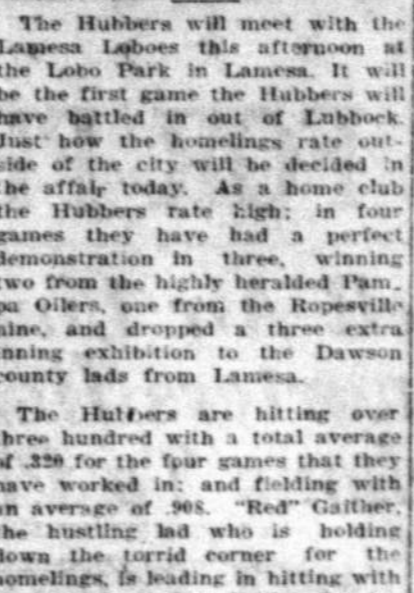 The Hubbers will meet with the
Lamesa Loboes this afternoon at
the Lobo Park in Lamesa. It will
be the first game the Hubbers will
have battled in out of Lubbock.
Just how the homelings rate out-
side of the city will be decided in
he affair today. As a home club
the Hubbers rate high; in four
games they have had a perfect
demonstration in three, winning
two from the highly heralded Pam-
pa Oilers, one from the Ropesville
nine, and dropped a three extra
nning exhibition to the Dawson
county lads from Lamesa.
The Hubbers are hitting over
three hundred with a total average
of .320 for the four games that they
have worked in; and fielding with
an average of .908. "Red" Gaither,
the hustling lad who is holding
down the torrid corner for the
homelings, is leading in hitting with